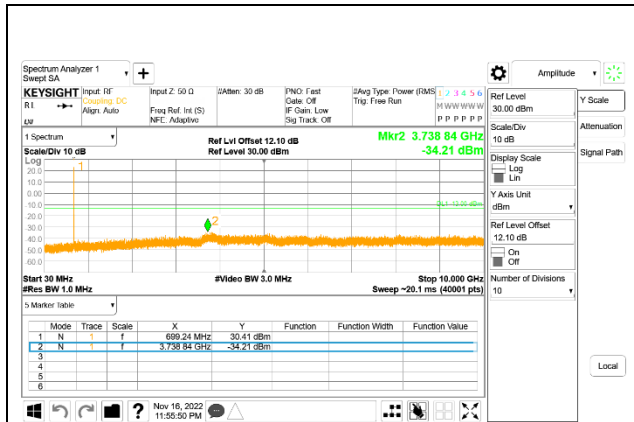 Spectrum Analyzer 1
Swept SA
+
Amplitude
KEYSIGHT Input: RF Input Z: 50 Ω #Atten: 30 dB PNO: Fast #Avg Type: Power (RMS 1 2 3 4 5 6
Coupling: DC Gate: Off Trig: Free Run
Align: Auto Freq Ref: Int (S) IF Gain: Low M W W W W W
NFE: Adaptive Sig Track: Off P P P P P P
Ref Level
30.00 dBm
Y Scale
1 Spectrum
Ref Lvl Offset 12.10 dB
Mkr2 3.738 84 GHz
Scale/Div 10 dB
Ref Level 30.00 dBm
-34.21 dBm
Scale/Div
10 dB
Attenuation
Display Scale
Log
Lin
Signal Path
Log
20.0
10.0
0.00
-10.0
-20.0
-30.0
-40.0
-50.0
-60.0
1
2
Y Axis Unit
dBm
Ref Level Offset
12.10 dB
On
Off
Start 30 MHz
#Video BW 3.0 MHz
Stop 10.000 GHz
#Res BW 1.0 MHz
Sweep ~20.1 ms (40001 pts)
Number of Divisions
10
5 Marker Table
Mode Trace Scale X Y Function Function Width Function Value
1 N 1 f 699.24 MHz 30.41 dBm
2 N 1 f 3.738 84 GHz -34.21 dBm
3
4
5
6
Local
?
Nov 16, 2022
11:55:50 PM